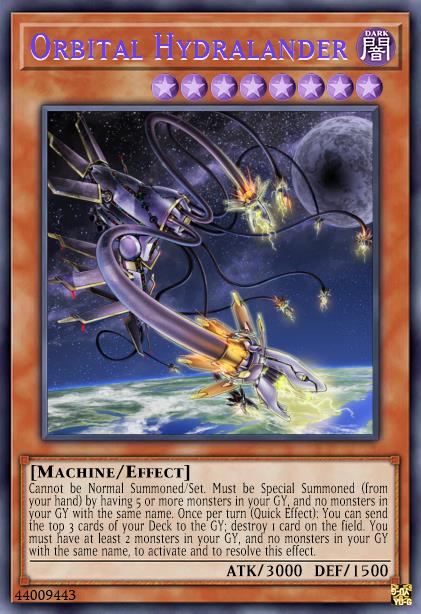 ORBITAL HYDRALANDER
DARK
闇
[MACHINE/EFFECT]
Cannot be Normal Summoned/Set. Must be Special Summoned (from
your hand) by having 5 or more monsters in your GY, and no monsters in
your GY with the same name. Once per turn (Quick Effect): You can send
the top 3 cards of your Deck to the GY; destroy 1 card on the field. You
must have at least 2 monsters in your GY, and no monsters in your GY
with the same name, to activate and to resolve this effect.
ATK/3000 DEF/1500
44009443